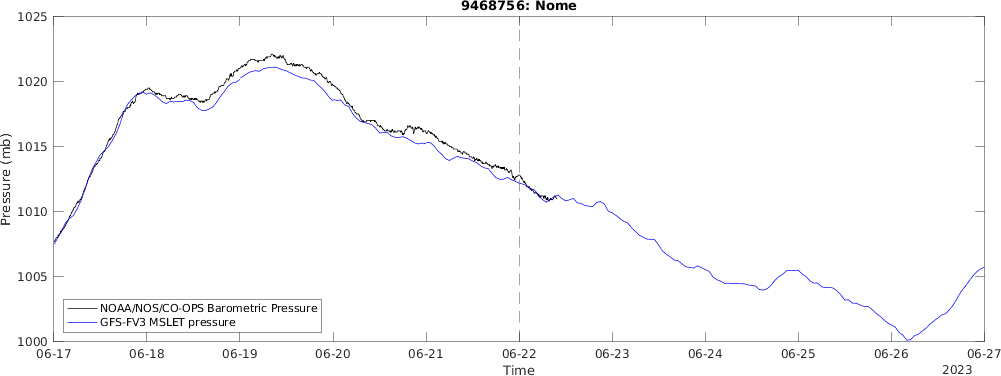 9468756: Nome
1025
1020
1015
1010
1005
1000
Pressure (mb)
NOAA/NOS/CO-OPS Barometric Pressure
GFS-FV3 MSLET pressure
06-17 06-18 06-19 06-20 06-21 06-22 06-23 06-24 06-25 06-26 06-27
Time
2023